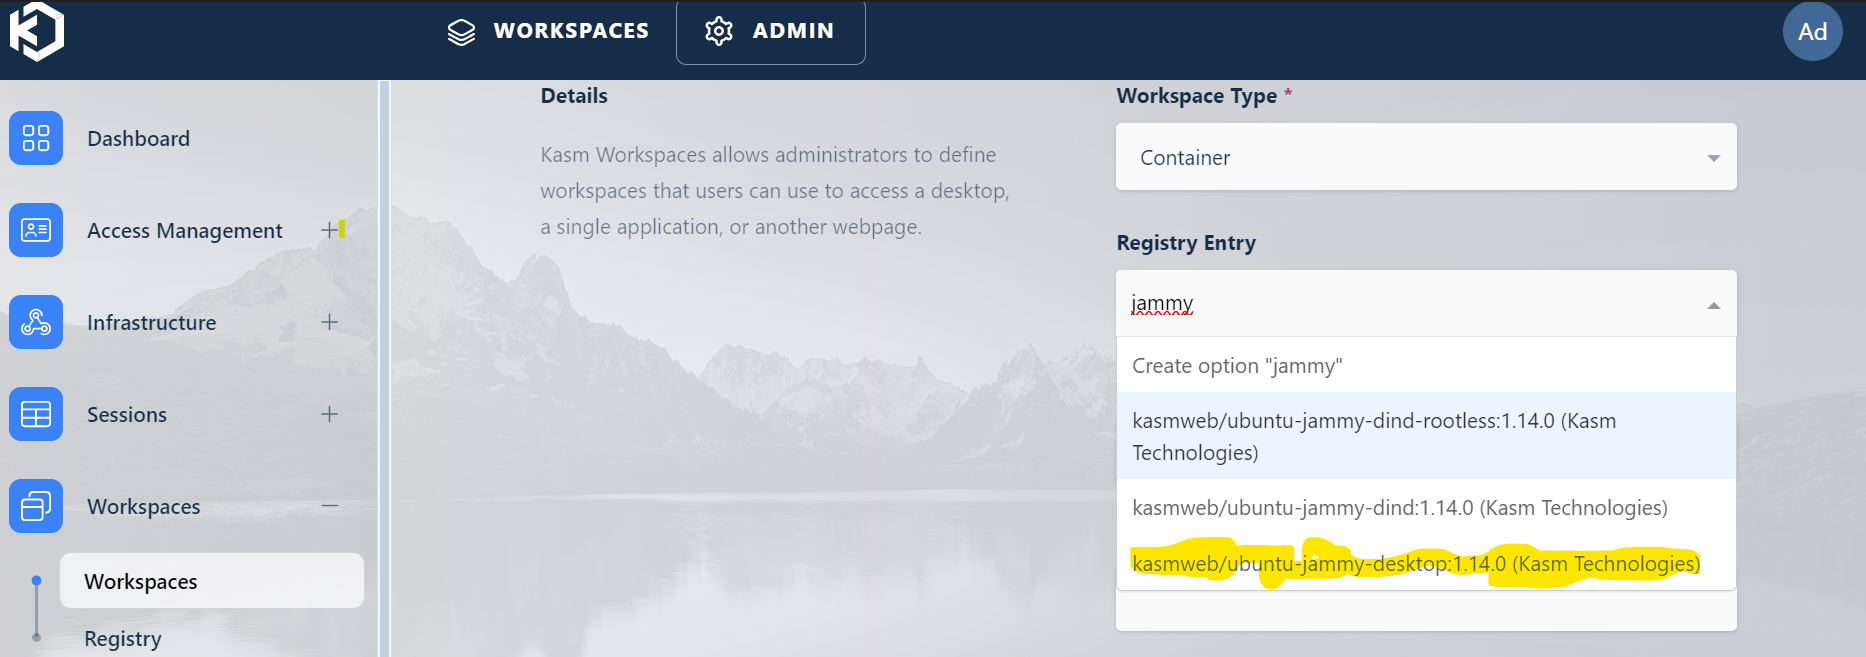 WORKSPACES
ADMIN
Ad
Dashboard
Access Management
Infrastructure
Sessions
Workspaces
Workspaces
Registry
Details
Kasm Workspaces allows administrators to define
workspaces that users can use to access a desktop,
a single application, or another webpage.
Workspace Type *
Container
Registry Entry
jammy
Create option "jammy"
kasmweb/ubuntu-jammy-dind-rootless:1.14.0 (Kasm
Technologies)
kasmweb/ubuntu-jammy-dind:1.14.0 (Kasm Technologies)
kasmweb/ubuntu-jammy-desktop:1.14.0 (Kasm Technologies)